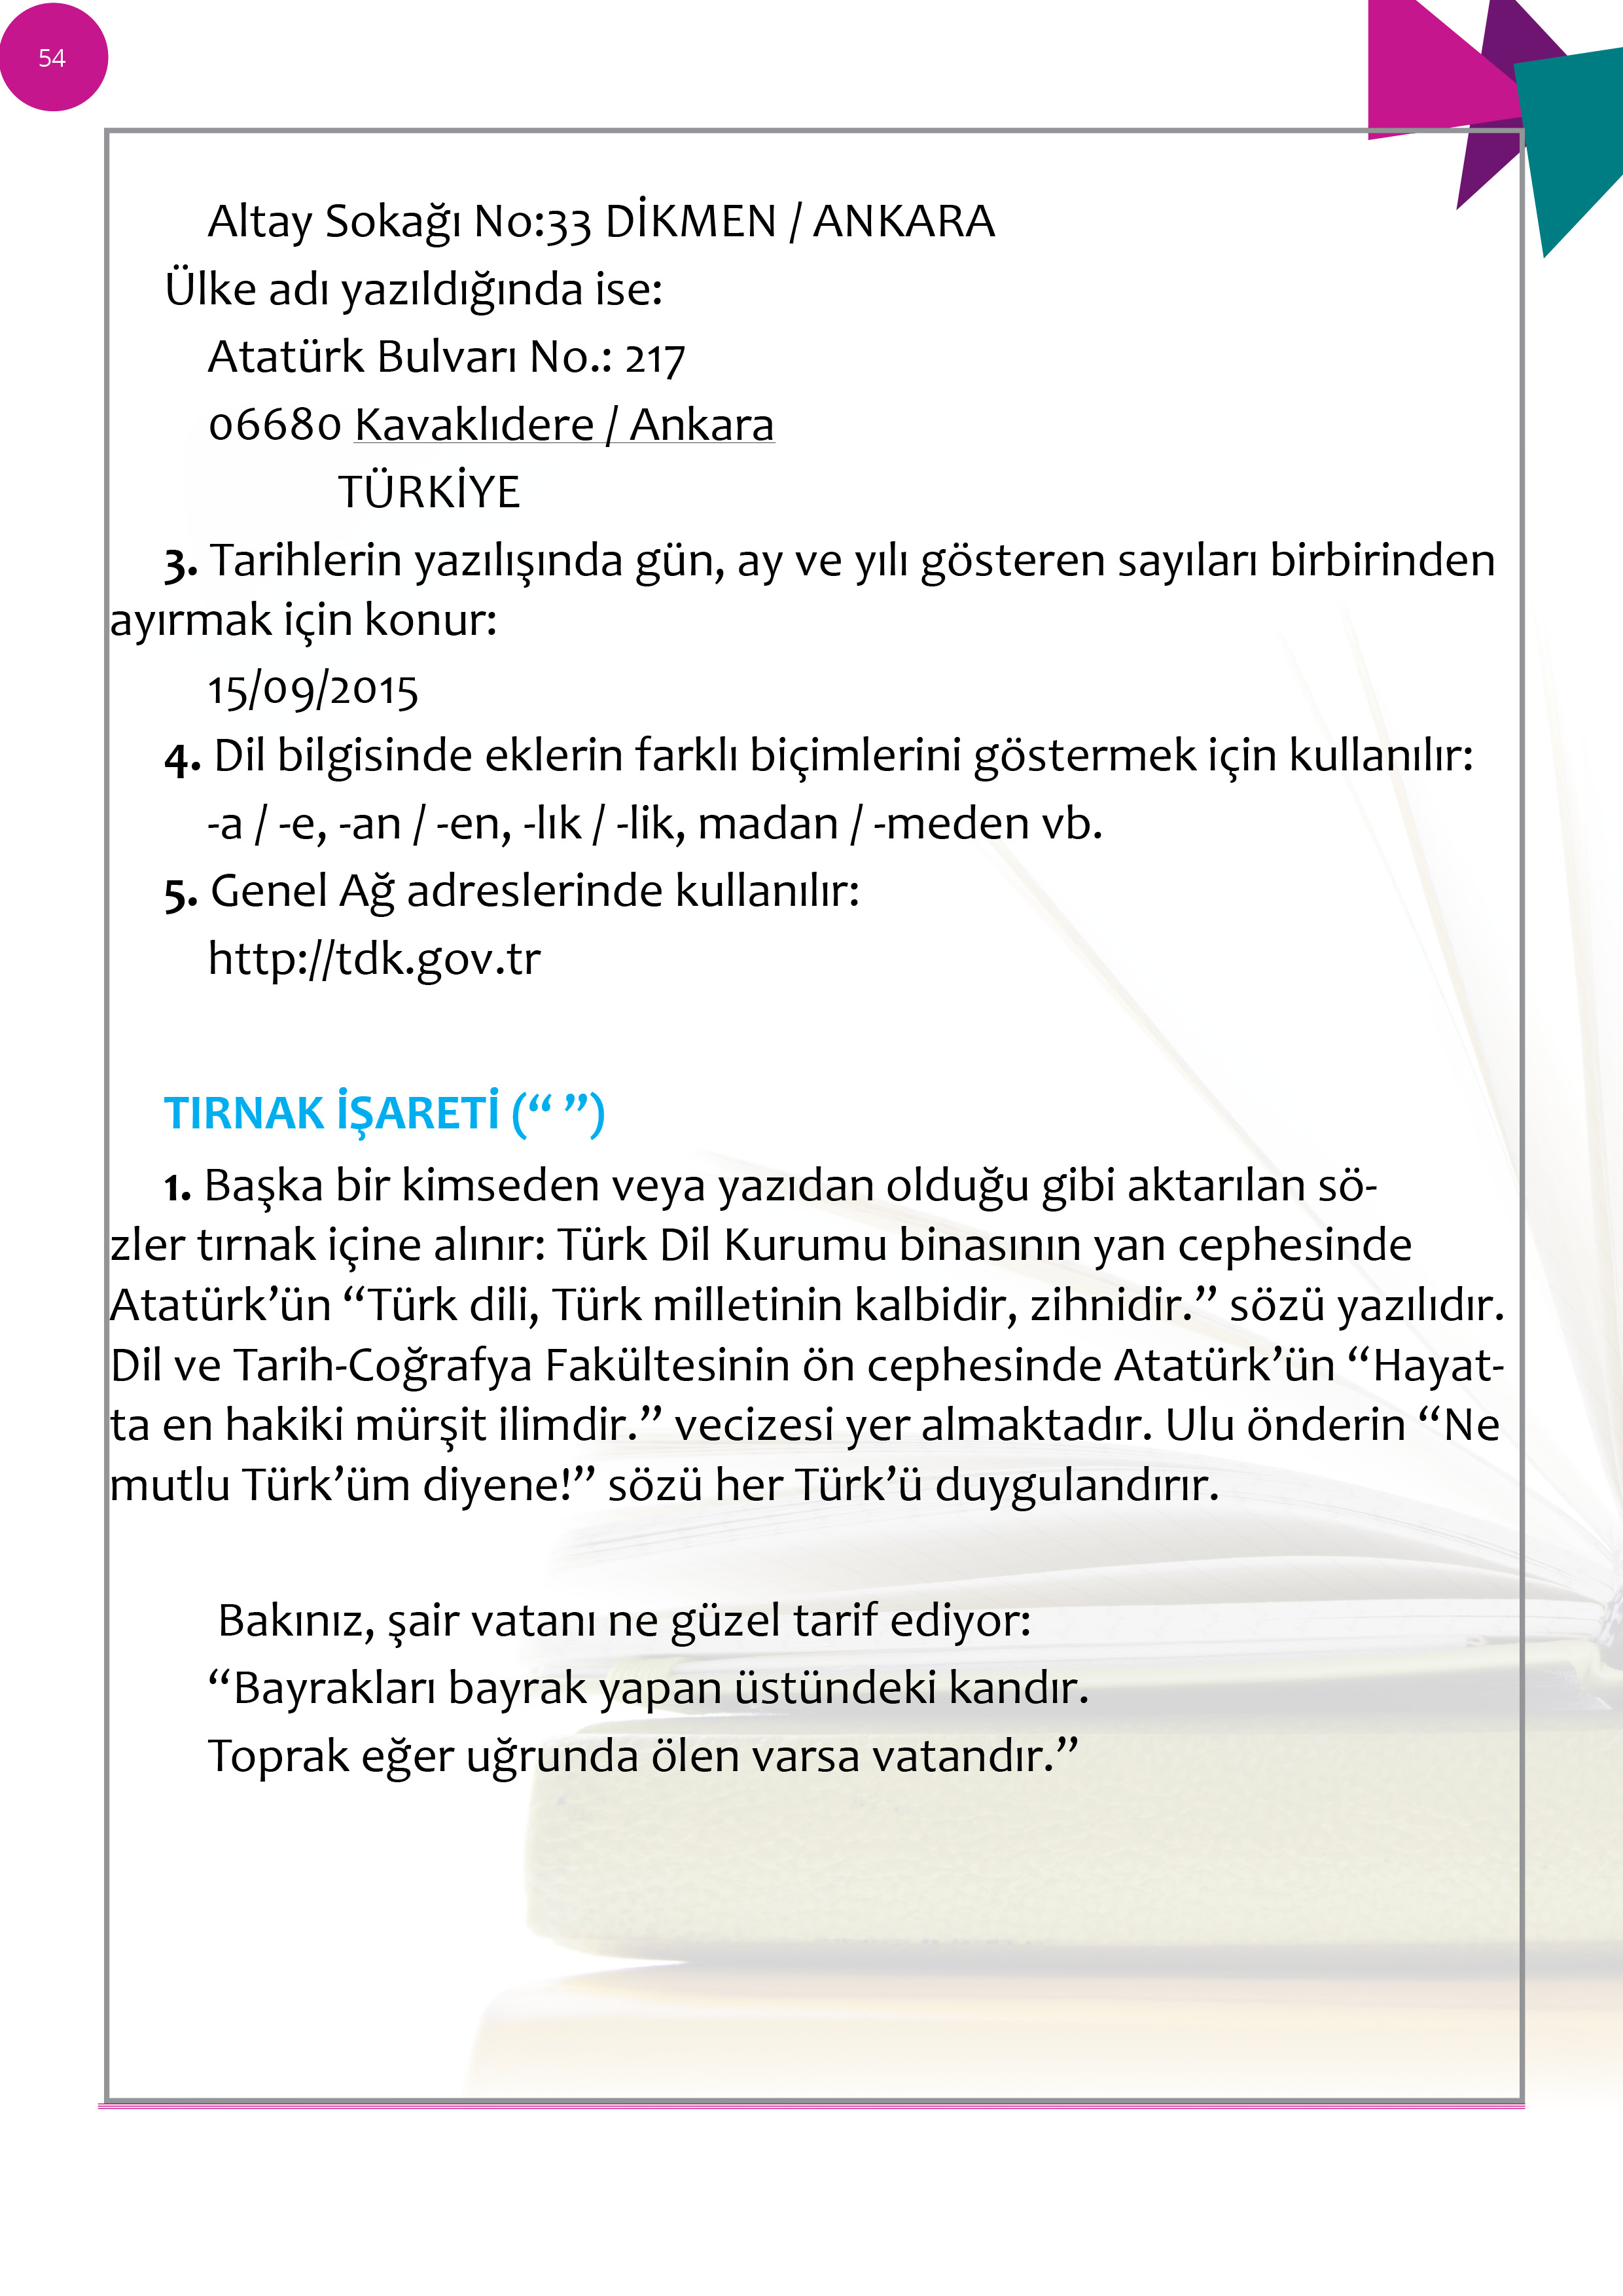 54
Altay Sokağı No:33 DİKMEN / ANKARA
Ülke adı yazıldığında ise:
Atatürk Bulvarı No.: 217
06680 Kavaklıdere / Ankara
TÜRKİYE
3. Tarihlerin yazılışında gün, ay ve yılı gösteren sayıları birbirinden
ayırmak için konur:
15/09/2015
4. Dil bilgisinde eklerin farklı biçimlerini göstermek için kullanılır:
-a / -e, -an / -en, -lık / -lik, madan / -meden vb.
5. Genel Ağ adreslerinde kullanılır:
http://tdk.gov.tr
TIRNAK İŞARETİ (“ ”)
1. Başka bir kimseden veya yazıdan olduğu gibi aktarılan sö-
zler tırnak içine alınır: Türk Dil Kurumu binasının yan cephesinde
Atatürk’ün “Türk dili, Türk milletinin kalbidir, zihnidir.” sözü yazılıdır.
Dil ve Tarih-Coğrafya Fakültesinin ön cephesinde Atatürk’ün “Hayat-
ta en hakiki mürşit ilimdir.” vecizesi yer almaktadır. Ulu önderin “Ne
mutlu Türk’üm diyene!” sözü her Türk’ü duygulandırır.
Bakınız, şair vatanı ne güzel tarif ediyor:
“Bayrakları bayrak yapan üstündeki kandır.
Toprak eğer uğrunda ölen varsa vatandır.”